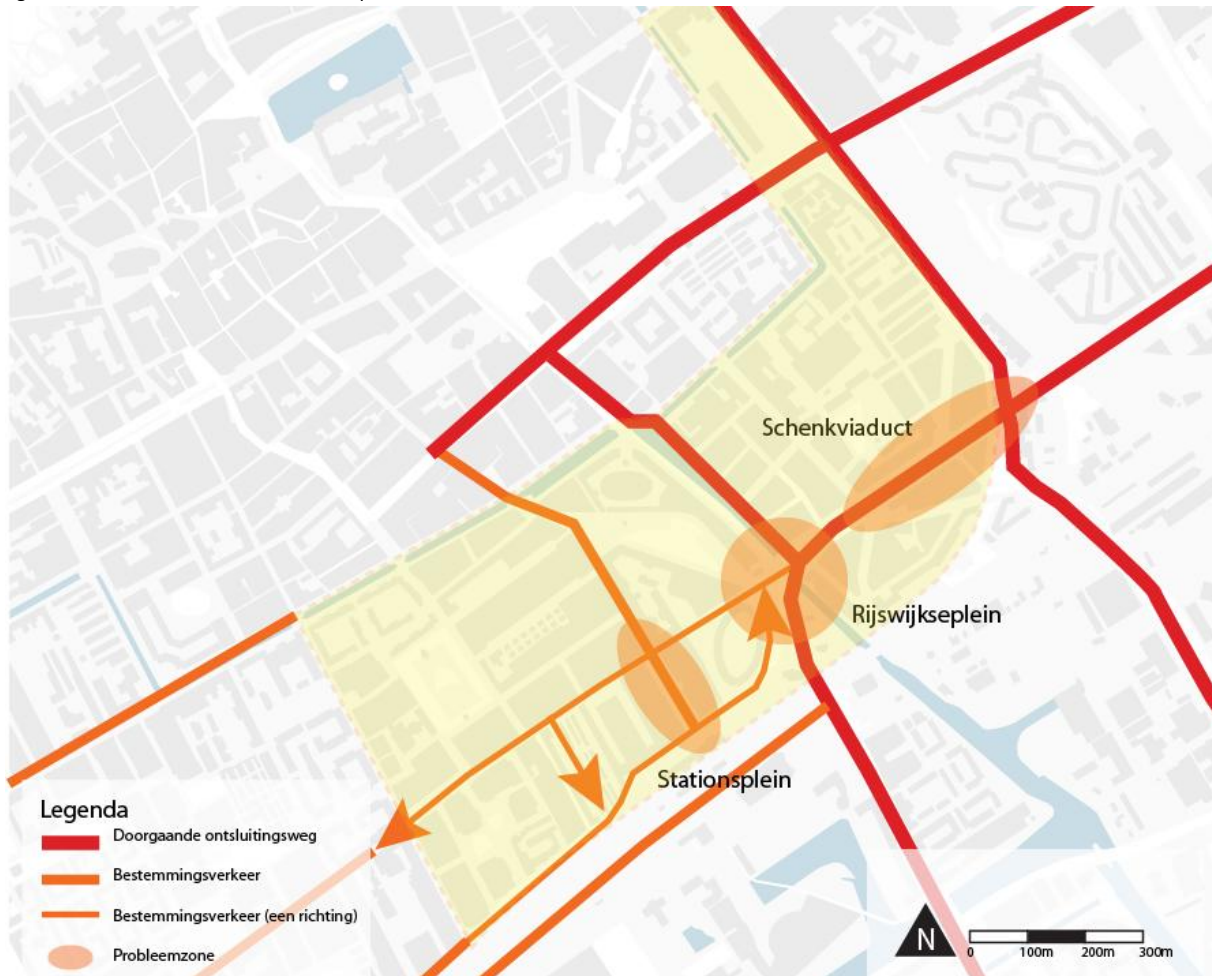 Schenkviaduct
Rijswijkseplein
Stationsplein
Legenda
Doorgaande ontsluitingsweg
Bestemmingsverkeer
Bestemmingsverkeer (een richting)
Probleemzone
N
0 100m 200m 300m